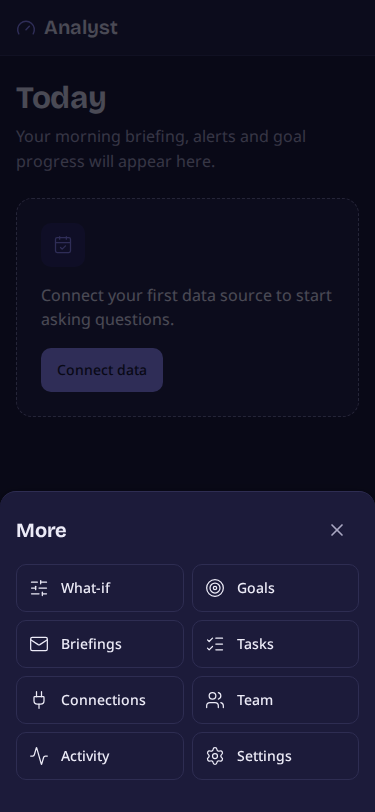 Analyst
Today
Your morning briefing, alerts and goal
progress will appear here.
Connect your first data source to start
asking questions.
Connect data
More
What-if
Goals
Briefings
Tasks
Connections
Team
Activity
Settings